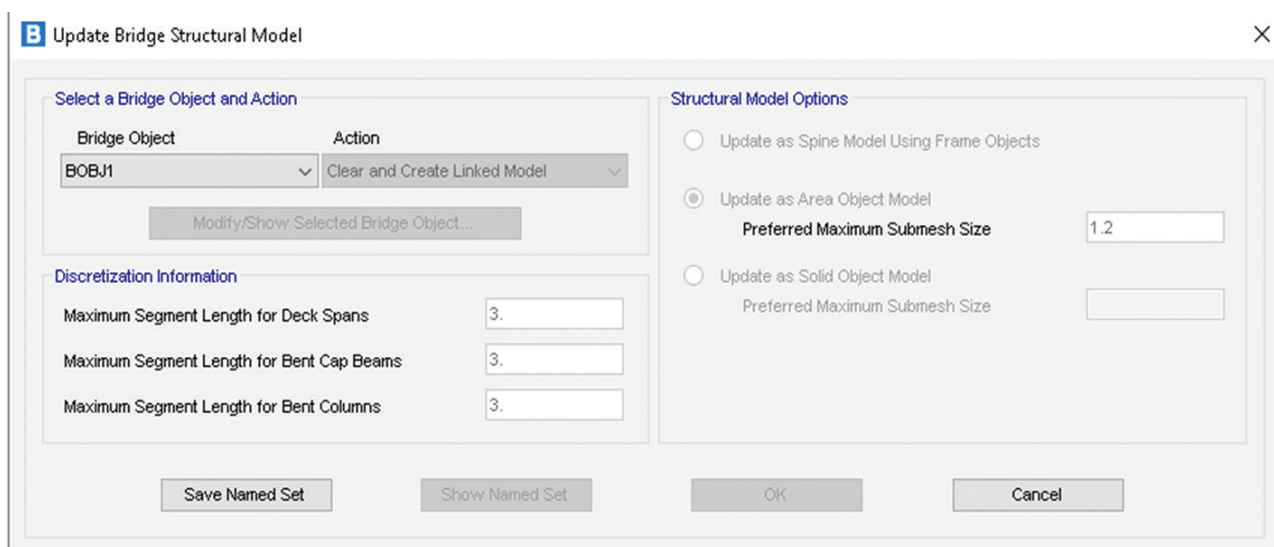 B Update Bridge Structural Model
Select a Bridge Object and Action
Bridge Object Action
BOBJ1 Clear and Create Linked Model
Modify/Show Selected Bridge Object...
Discretization Information
Maximum Segment Length for Deck Spans 3.
Maximum Segment Length for Bent Cap Beams 3.
Maximum Segment Length for Bent Columns 3.
Structural Model Options
Update as Spine Model Using Frame Objects
Update as Area Object Model
Preferred Maximum Submesh Size 1.2
Update as Solid Object Model
Preferred Maximum Submesh Size
Save Named Set Show Named Set OK Cancel